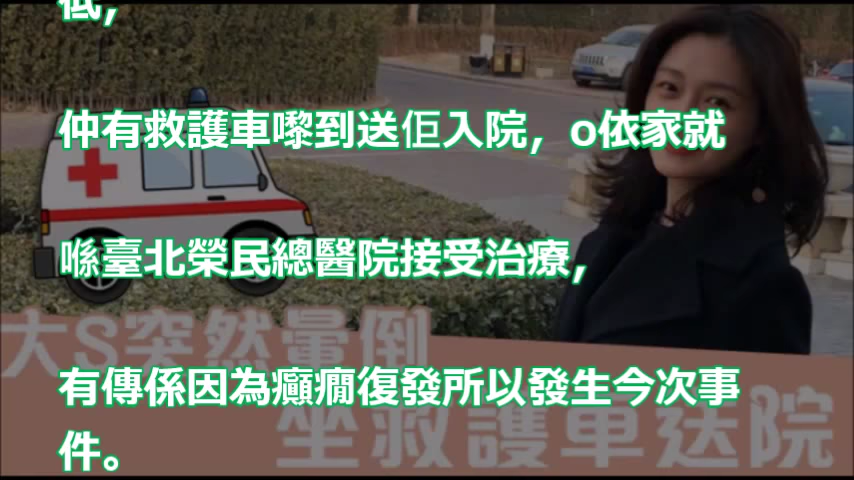 低，
仲有救護車嚟到送佢入院，o依家就
喺臺北榮民總醫院接受治療，
大S突然暈倒
有傳係因為癲癇復發所以發生今次事
坐救護車送院
件。